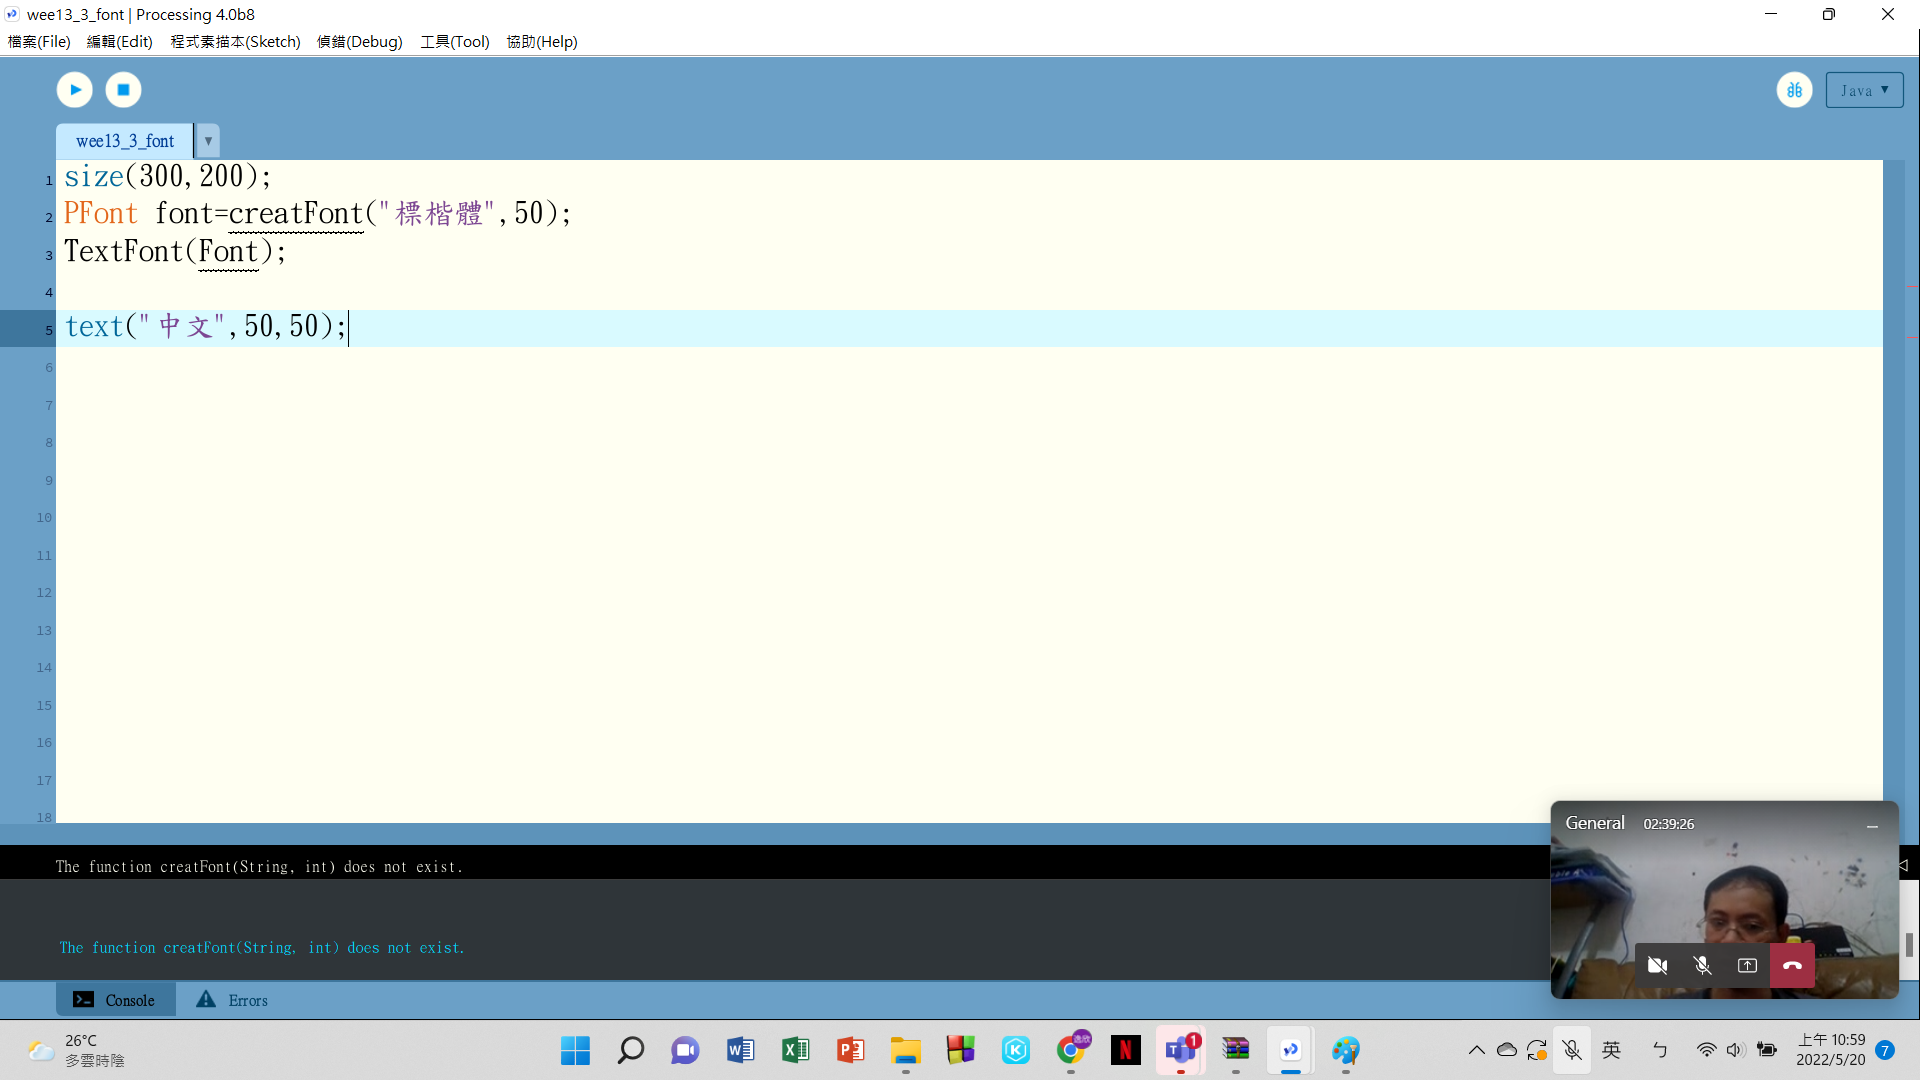 wee13_3_font | Processing 4.0b8
檔案(File) 編輯(Edit) 程式素描本(Sketch) 偵錯(Debug) 工具(Tool) 協助(Help)
Java ▼
wee13_3_font ▼
1 size(300,200);
2 PFont font=creatFont("標楷體",50);
3 TextFont(Font);
4
5 text("中文",50,50);
6
7
8
9
10
11
12
13
14
15
16
17
18
General 02:39:26
The function creatFont(String, int) does not exist.
The function creatFont(String, int) does not exist.
Console Errors
26°C
多雲時陰
英 ㄅ
上午 10:59
2022/5/20
7
1